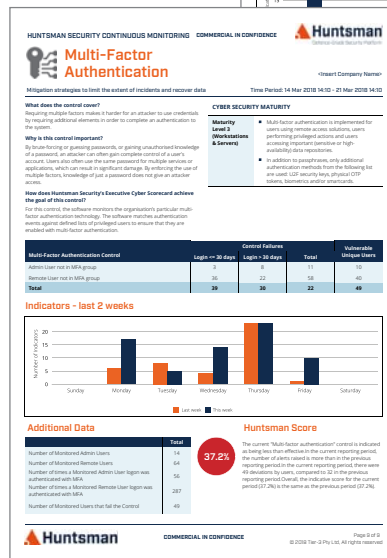 HUNTSMAN SECURITY CONTINUOUS MONITORING COMMERCIAL IN CONFIDENCE
Huntsman®
Defence-Grade Security Platform
Multi-Factor
Authentication
<Insert Company Name>
Mitigation strategies to limit the extent of incidents and recover data
Time Period: 14 Mar 2018 14:10 - 21 Mar 2018 14:10
What does the control cover?
Requiring multiple factors makes it harder for an attacker to use credentials
by requiring additional elements in order to complete an authentication to
the system.
Why is this control important?
By brute-forcing or guessing passwords, or gaining unauthorised knowledge
of a password, an attacker can often gain complete control of a user's
account. Users also often use the same password for multiple services or
applications, which can result in significant damage. By enforcing the use of
multiple factors, knowledge of just a password does not give an attacker
access.
How does Huntsman Security's Executive Cyber Scorecard achieve
the goal of this control?
For this control, the software monitors the organisation's particular multi-
factor authentication technology. The software matches authentication
events against defined lists of privileged users to ensure that they are
enabled with multi-factor authentication.
CYBER SECURITY MATURITY
Maturity
Level 3
(Workstations
& Servers)
▪ Multi-factor authentication is implemented for
users using remote access solutions, users
performing privileged actions and users
accessing important (sensitive or high-
availability) data repositories.
▪ In addition to passphrases, only additional
authentication methods from the following list
are used: U2F security keys, physical OTP
tokens, biometrics and/or smartcards.
Control Failures
Multi-Factor Authentication Control Login <= 30 days Login > 30 days Total Vulnerable
Unique Users
Admin User not in MFA group 3 8 11 10
Remote User not in MFA group 36 22 58 40
Total 39 30 22 49
Indicators - last 2 weeks
Number of Indicators
20
15
10
5
0
Sunday Monday Tuesday Wednesday Thursday Friday Saturday
Last week This week
Additional Data
Total
Number of Monitored Admin Users 14
Number of Monitored Remote Users 64
Number of times a Monitored Admin User logon was
authenticated with MFA 56
Number of times a Monitored Remote User logon was
authenticated with MFA 287
Number of Monitored Users that fail the Control 49
37.2%
Huntsman Score
The current "Multi-factor authentication" control is indicated
as being less than effective.In the current reporting period,
the number of alerts raised is more than in the previous
reporting period.In the current reporting period, there were
49 deviations by users, compared to 32 in the previous
reporting period.Overall, the indicative score for the current
period (37.2%) is the same as the previous period (37.2%).
Huntsman®
COMMERCIAL IN CONFIDENCE
Page 8 of 8
© 2018 Tier-3 Pty Ltd, All rights reserved